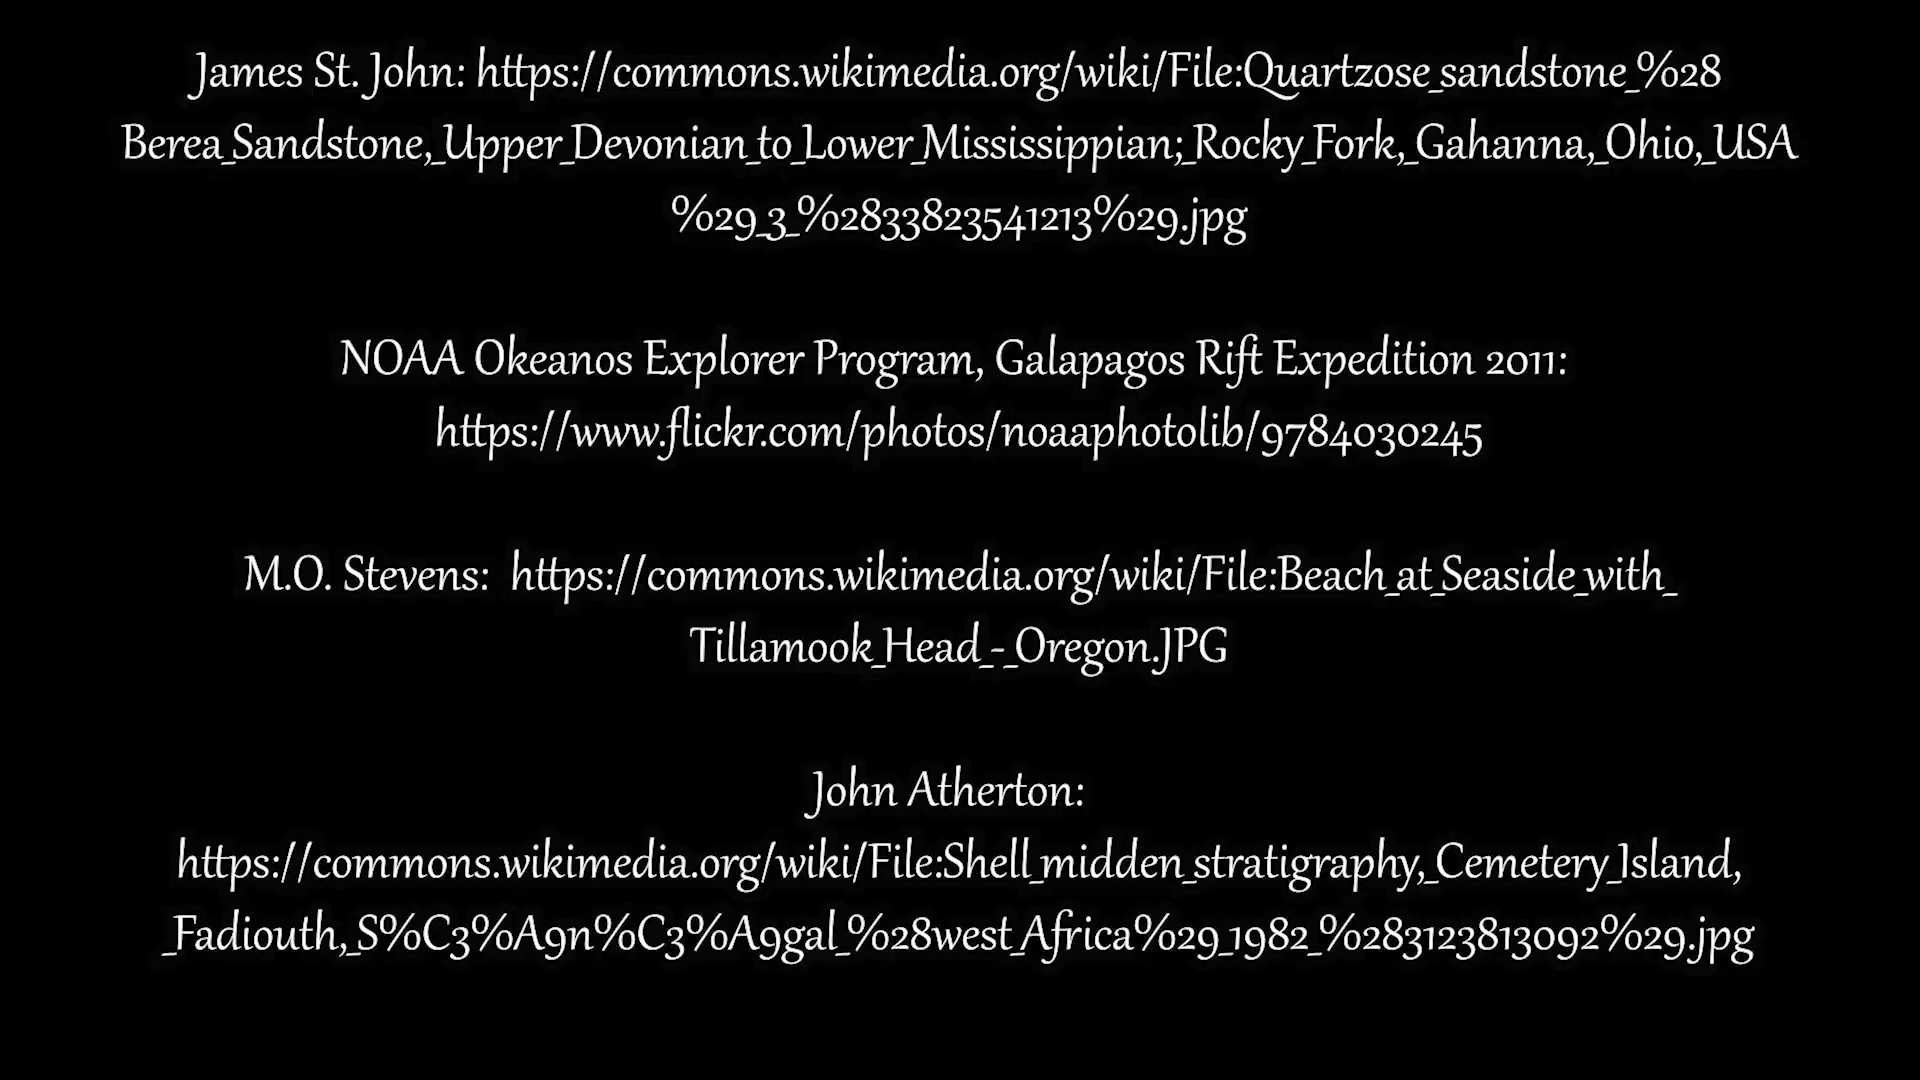 James St. John: https://commons.wikimedia.org/wiki/File:Quartzose_sandstone_%28
Berea_Sandstone,_Upper_Devonian_to_Lower_Mississippian;_Rocky_Fork,_Gahanna,_Ohio,_USA
%29_3_%2833823541213%29.jpg
NOAA Okeanos Explorer Program, Galapagos Rift Expedition 2011:
https://www.flickr.com/photos/noaaphotolib/9784030245
M.O. Stevens:  https://commons.wikimedia.org/wiki/File:Beach_at_Seaside_with_
Tillamook_Head_-_Oregon.JPG
John Atherton:
https://commons.wikimedia.org/wiki/File:Shell_midden_stratigraphy,_Cemetery_Island,
_Fadiouth,_S%C3%A9n%C3%A9gal_%28west_Africa%29_1982_%283123813092%29.jpg